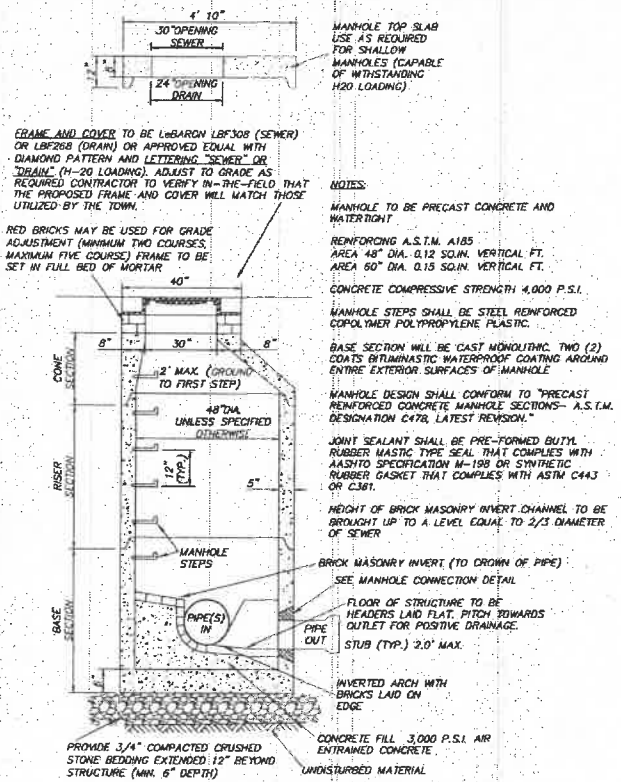 4' 10"
30" OPENING
SEWER
12"
8"
24" OPENING
DRAIN
MANHOLE TOP SLAB
USE AS REQUIRED
FOR SHALLOW
MANHOLES (CAPABLE
OF WITHSTANDING
H20 LOADING)
FRAME AND COVER TO BE LeBARON LBF308 (SEWER)
OR LBF268 (DRAIN) OR APPROVED EQUAL WITH
DIAMOND PATTERN AND LETTERING "SEWER" OR
"DRAIN" (H-20 LOADING). ADJUST TO GRADE AS
REQUIRED CONTRACTOR TO VERIFY IN-THE-FIELD THAT
THE PROPOSED FRAME AND COVER WILL MATCH THOSE
UTILIZED BY THE TOWN.
RED BRICKS MAY BE USED FOR GRADE
ADJUSTMENT (MINIMUM TWO COURSES,
MAXIMUM FIVE COURSE) FRAME TO BE
SET IN FULL BED OF MORTAR
40"
8"
30"
8"
CONE
SECTION
2' MAX. (GROUND
TO FIRST STEP)
48" DIA.
UNLESS SPECIFIED
OTHERWISE
RISER
SECTION
12"
(TYP.)
5"
MANHOLE
STEPS
BASE
SECTION
PIPE(S)
IN
PIPE
OUT
NOTES:
MANHOLE TO BE PRECAST CONCRETE AND
WATERTIGHT
REINFORCING A.S.T.M. A185
AREA 48" DIA. 0.12 SQ.IN. VERTICAL FT.
AREA 60" DIA. 0.15 SQ.IN. VERTICAL FT.
CONCRETE COMPRESSIVE STRENGTH 4,000 P.S.I.
MANHOLE STEPS SHALL BE STEEL REINFORCED
COPOLYMER POLYPROPYLENE PLASTIC.
BASE SECTION WILL BE CAST MONOLITHIC. TWO (2)
COATS BITUMINASTIC WATERPROOF COATING AROUND
ENTIRE EXTERIOR SURFACES OF MANHOLE
MANHOLE DESIGN SHALL CONFORM TO "PRECAST
REINFORCED CONCRETE MANHOLE SECTIONS- A.S.T.M.
DESIGNATION C478, LATEST REVISION."
JOINT SEALANT SHALL BE PRE-FORMED BUTYL
RUBBER MASTIC TYPE SEAL THAT COMPLIES WITH
AASHTO SPECIFICATION M-198 OR SYNTHETIC
RUBBER GASKET THAT COMPLIES WITH ASTM C443
OR C361.
HEIGHT OF BRICK MASONRY INVERT CHANNEL TO BE
BROUGHT UP TO A LEVEL EQUAL TO 2/3 DIAMETER
OF SEWER
BRICK MASONRY INVERT (TO CROWN OF PIPE)
SEE MANHOLE CONNECTION DETAIL
FLOOR OF STRUCTURE TO BE
HEADERS LAID FLAT. PITCH TOWARDS
OUTLET FOR POSITIVE DRAINAGE.
STUB (TYP.) 2.0' MAX.
INVERTED ARCH WITH
BRICKS LAID ON
EDGE
CONCRETE FILL 3,000 P.S.I. AIR
ENTRAINED CONCRETE
UNDISTURBED MATERIAL
PROVIDE 3/4" COMPACTED CRUSHED
STONE BEDDING EXTENDED 12" BEYOND
STRUCTURE (MIN. 6" DEPTH)